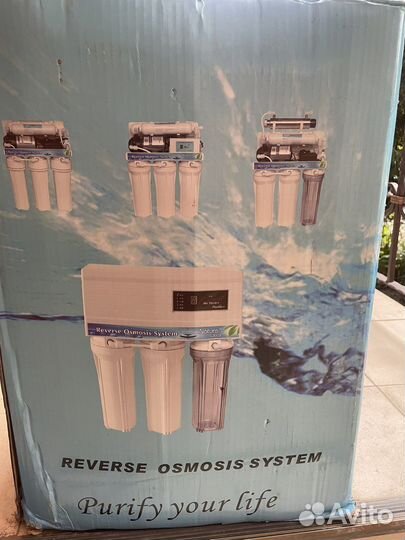 Reverse Osmosis System
REVERSE OSMOSIS SYSTEM
Purify your life
Avito